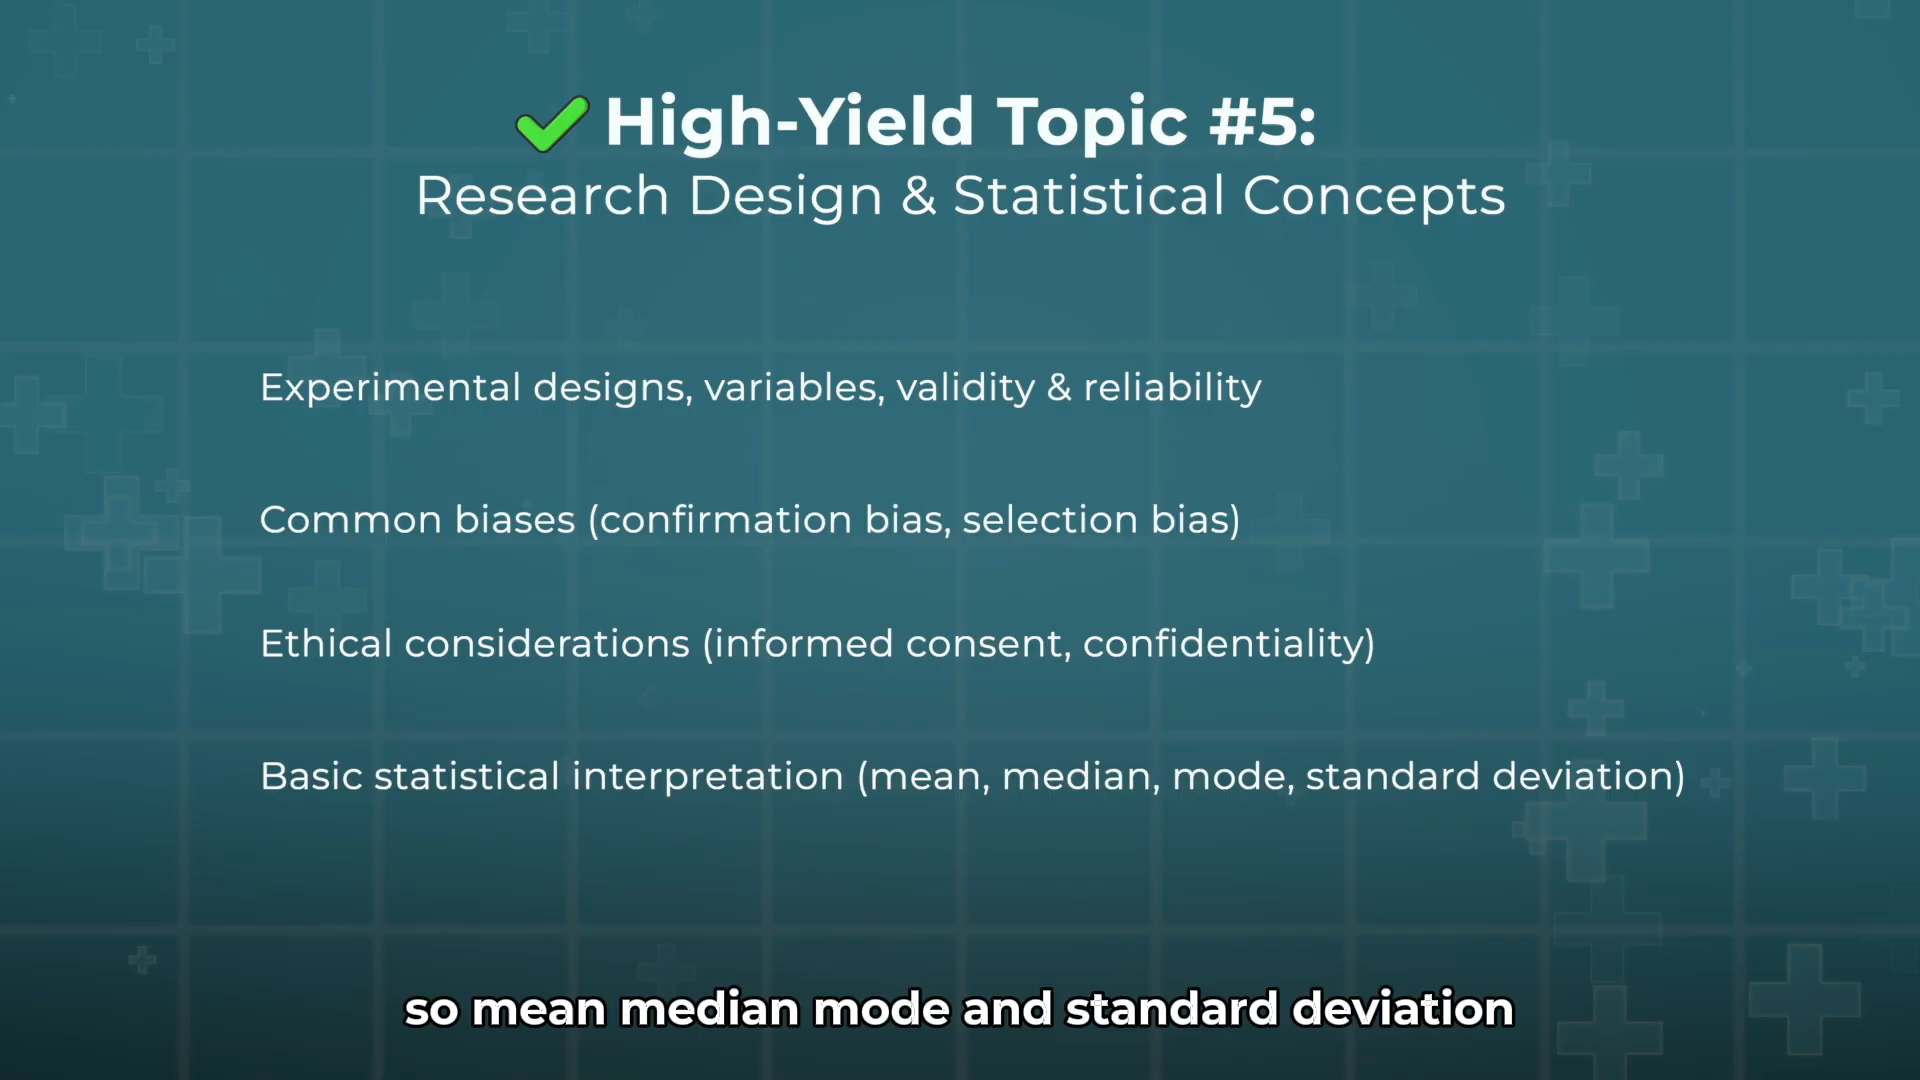 High-Yield Topic #5:
Research Design & Statistical Concepts
Experimental designs, variables, validity & reliability
Common biases (confirmation bias, selection bias)
Ethical considerations (informed consent, confidentiality)
Basic statistical interpretation (mean, median, mode, standard deviation)
so mean median mode and standard deviation